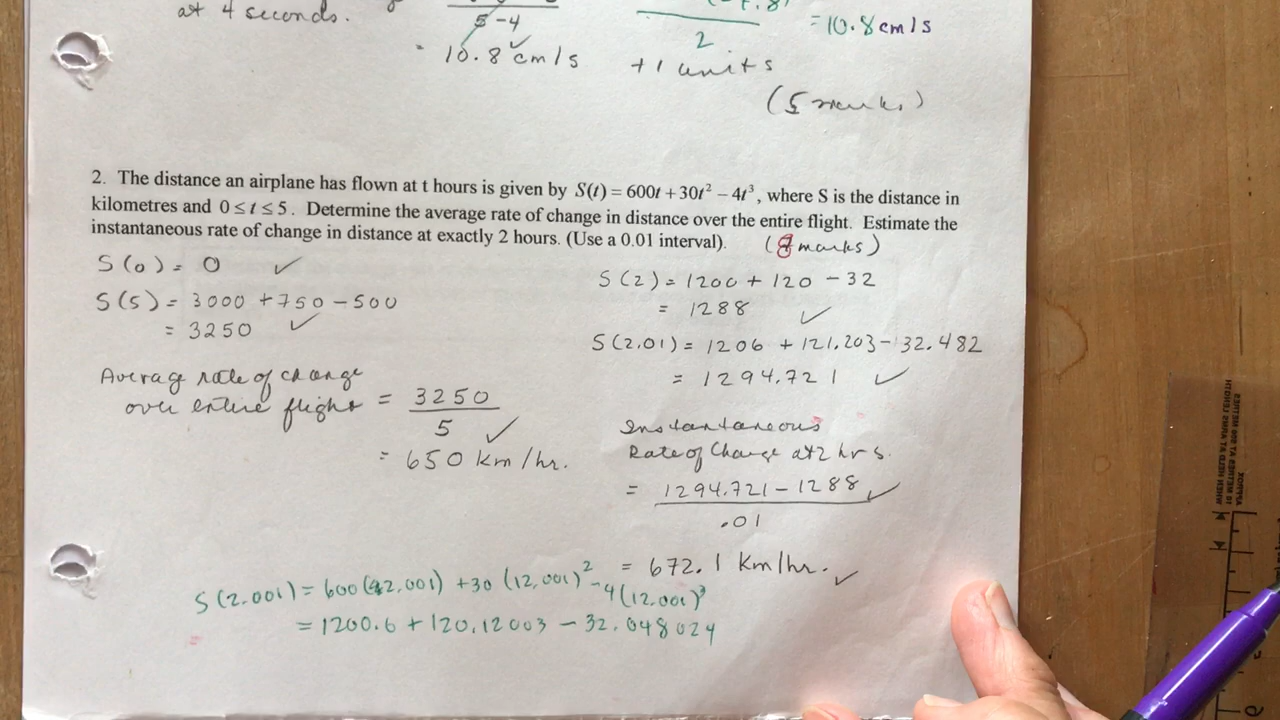 at 4 seconds.
5 - 4
= 10.8 cm/s
2
= 10.8 cm/s
+1 units
(5 marks)
2. The distance an airplane has flown at t hours is given by S(t) = 600t + 30t² − 4t³, where S is the distance in
kilometres and 0 ≤ t ≤ 5. Determine the average rate of change in distance over the entire flight. Estimate the
instantaneous rate of change in distance at exactly 2 hours. (Use a 0.01 interval).
marks)
S(0) = 0 ✓
S(5) = 3000 + 750 − 500
= 3250 ✓
Average rate of change
over entire flight = 3250
5 ✓
= 650 km/hr.
S(2) = 1200 + 120 − 32
= 1288 ✓
S(2.01) = 1206 + 121.203 − 32.482
= 1294.721 ✓
Instantaneous
Rate of Change at 2 hrs.
= 1294.721 − 1288 ✓
.01
= 672.1 Km/hr. ✓
S(2.001) = 600(2.001) + 30(12.001)² − 4(12.001)³
= 1200.6 + 120.12003 − 32.048024